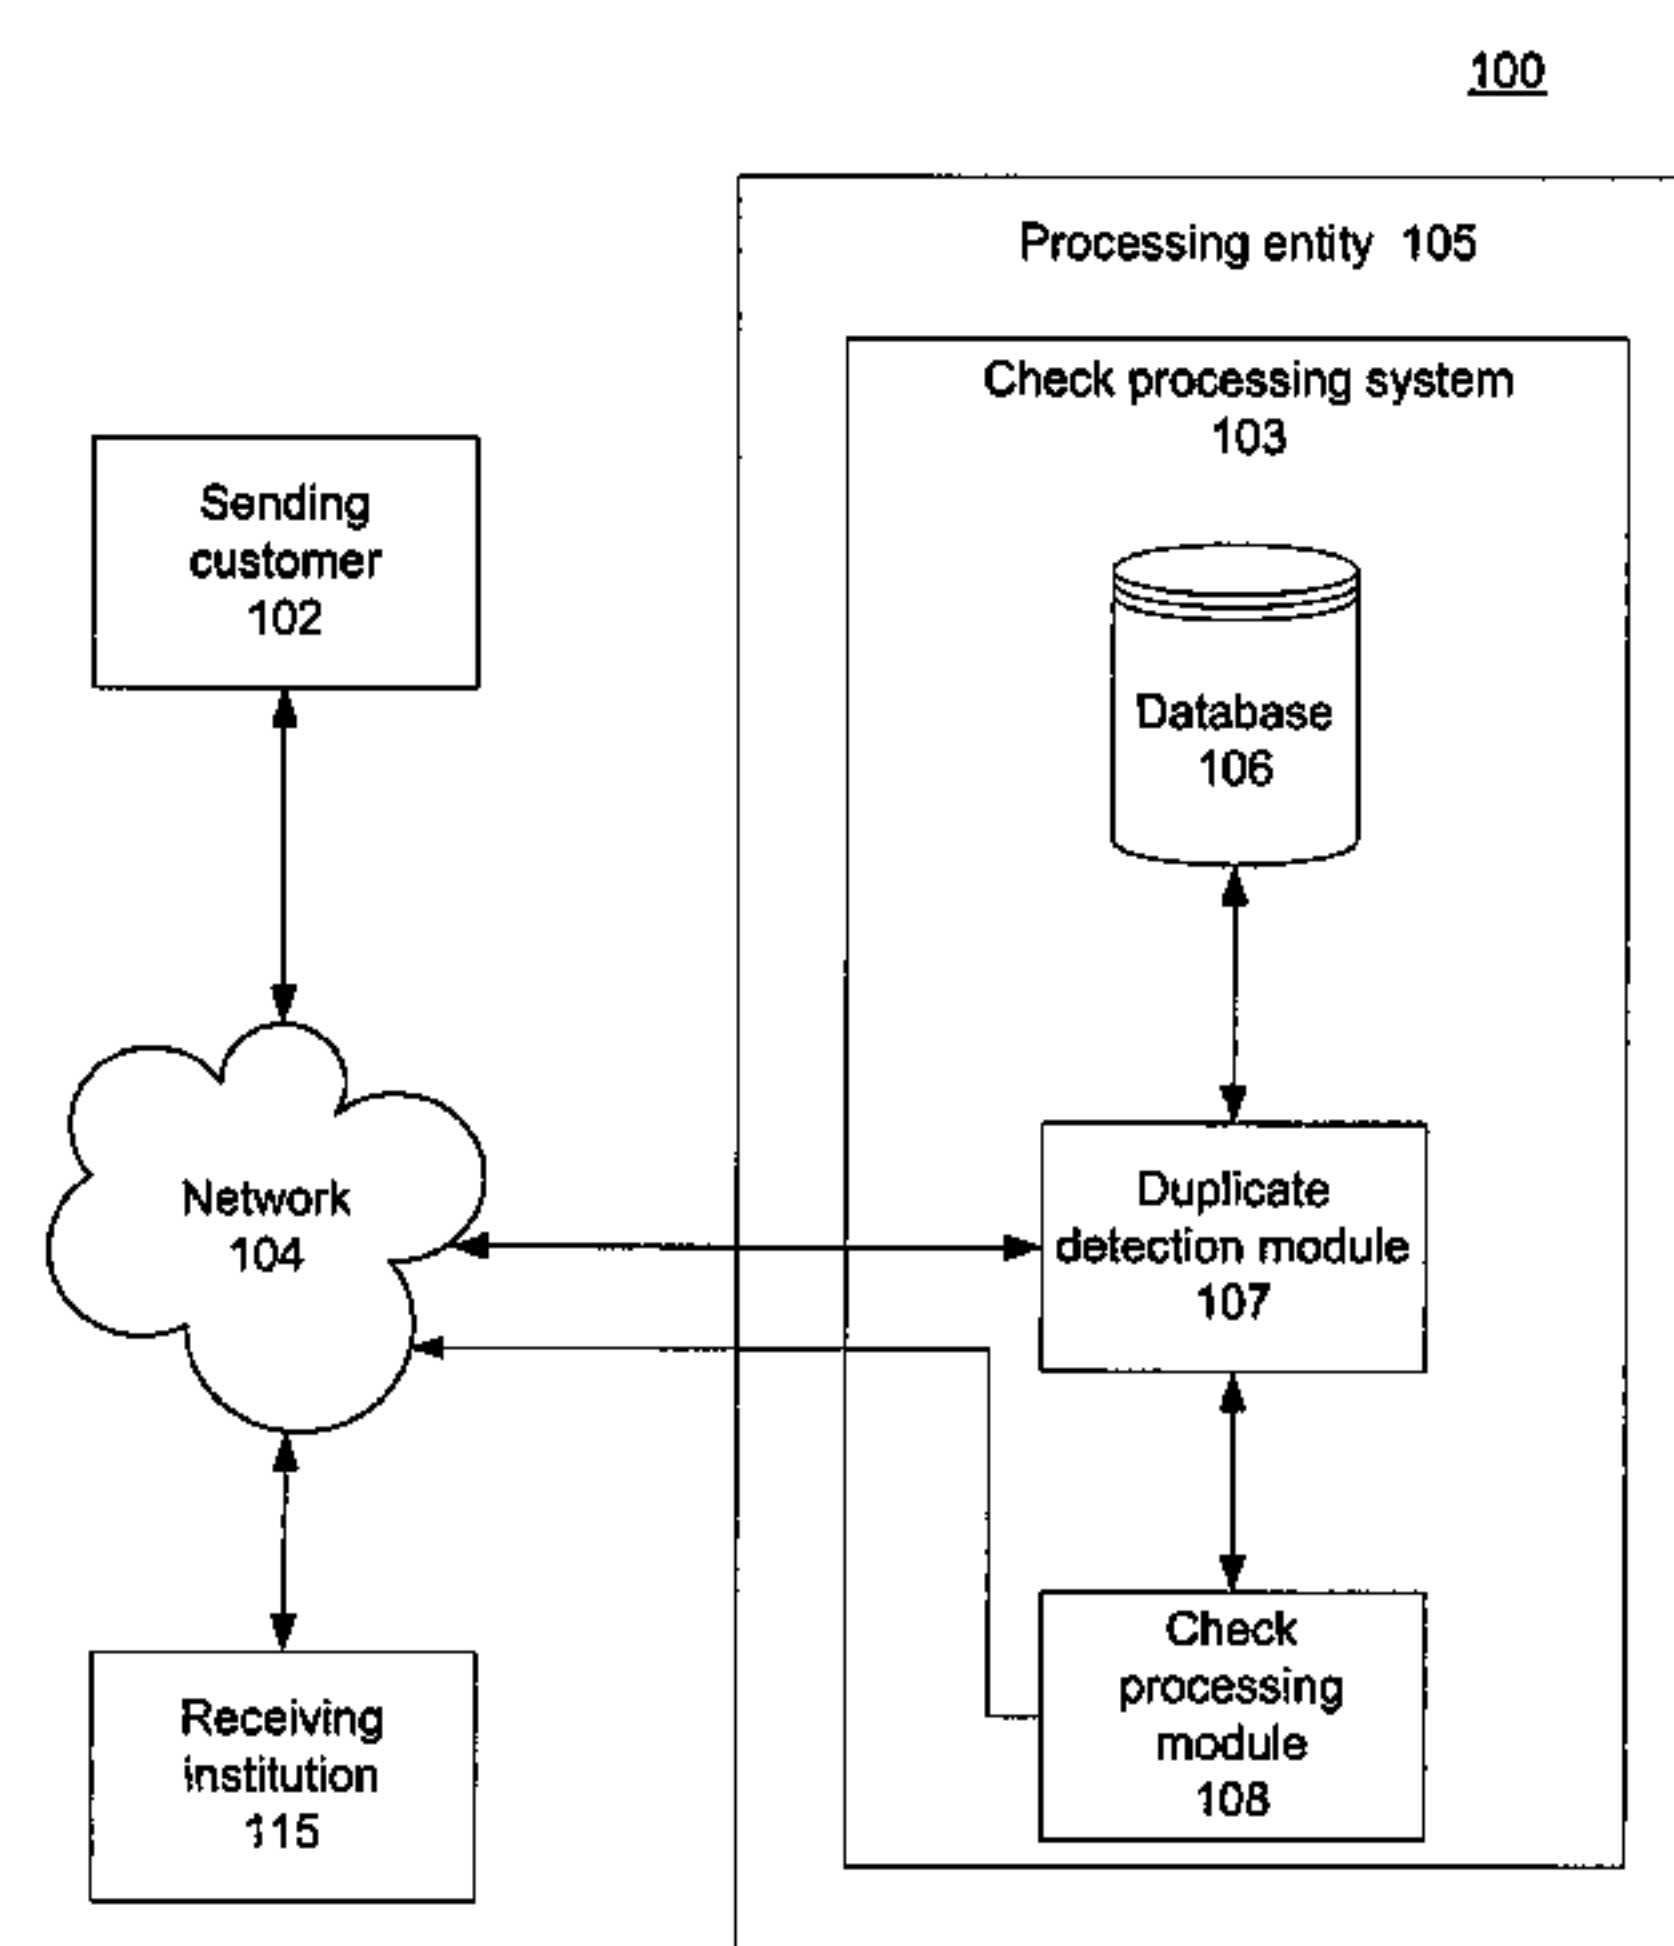 100
Processing entity 105
Check processing system
103
Sending
customer
102
Database
106
Network
104
Duplicate
detection module
107
Receiving
institution
115
Check
processing
module
108